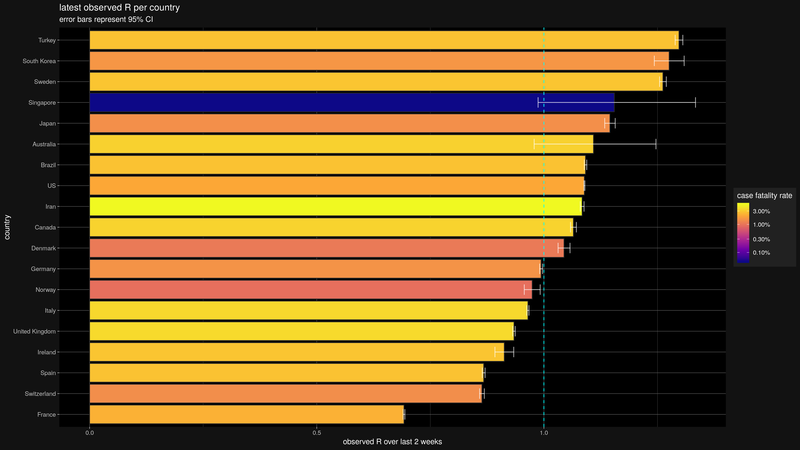 latest observed R per country
error bars represent 95% CI
Turkey
South Korea
Sweden
Singapore
Japan
Australia
Brazil
US
Iran
Canada
Denmark
Germany
Norway
Italy
United Kingdom
Ireland
Spain
Switzerland
France
country
0.0
0.5
1.0
observed R over last 2 weeks
case fatality rate
3.00%
1.00%
0.30%
0.10%